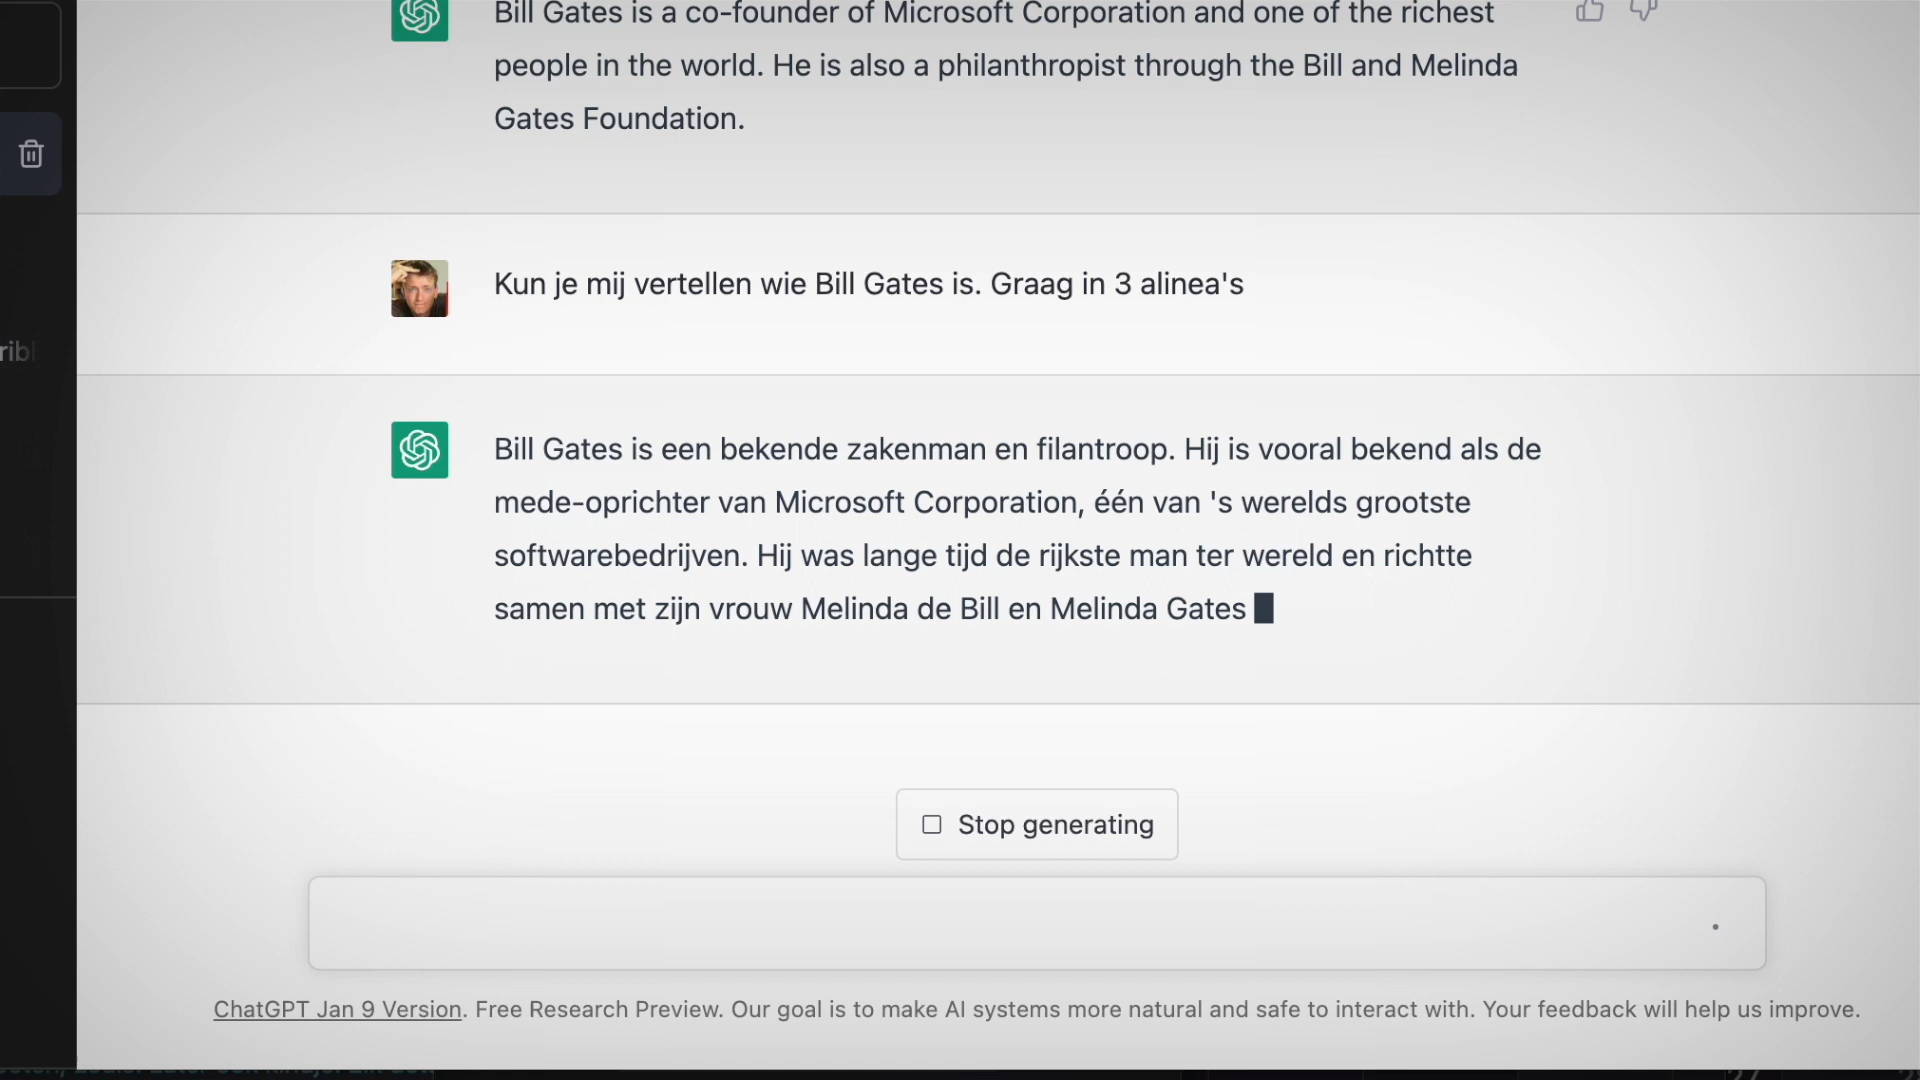 Bill Gates is a co-founder of Microsoft Corporation and one of the richest
people in the world. He is also a philanthropist through the Bill and Melinda
Gates Foundation.
Kun je mij vertellen wie Bill Gates is. Graag in 3 alinea's
ribl
Bill Gates is een bekende zakenman en filantroop. Hij is vooral bekend als de
mede-oprichter van Microsoft Corporation, één van 's werelds grootste
softwarebedrijven. Hij was lange tijd de rijkste man ter wereld en richtte
samen met zijn vrouw Melinda de Bill en Melinda Gates
Stop generating
ChatGPT Jan 9 Version. Free Research Preview. Our goal is to make AI systems more natural and safe to interact with. Your feedback will help us improve.